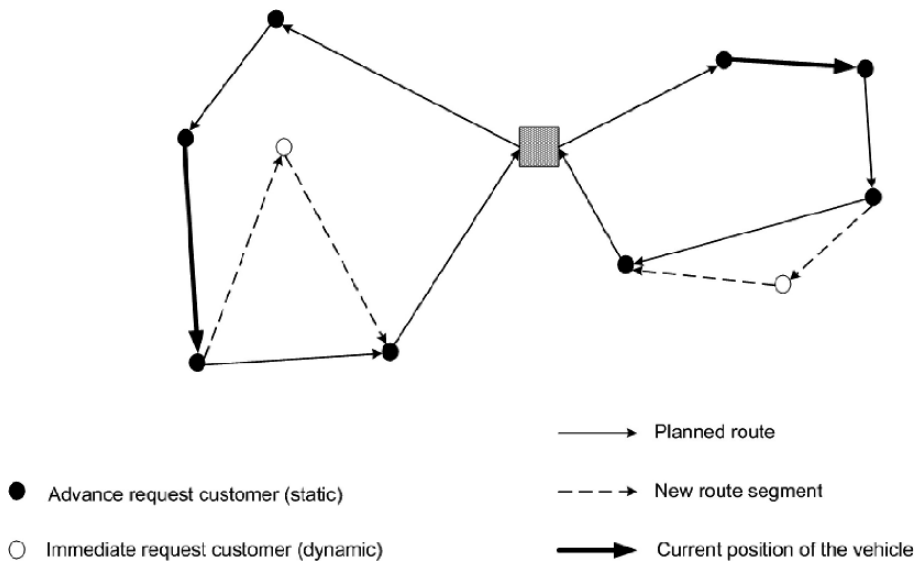 Planned route
Advance request customer (static)
New route segment
Immediate request customer (dynamic)
Current position of the vehicle